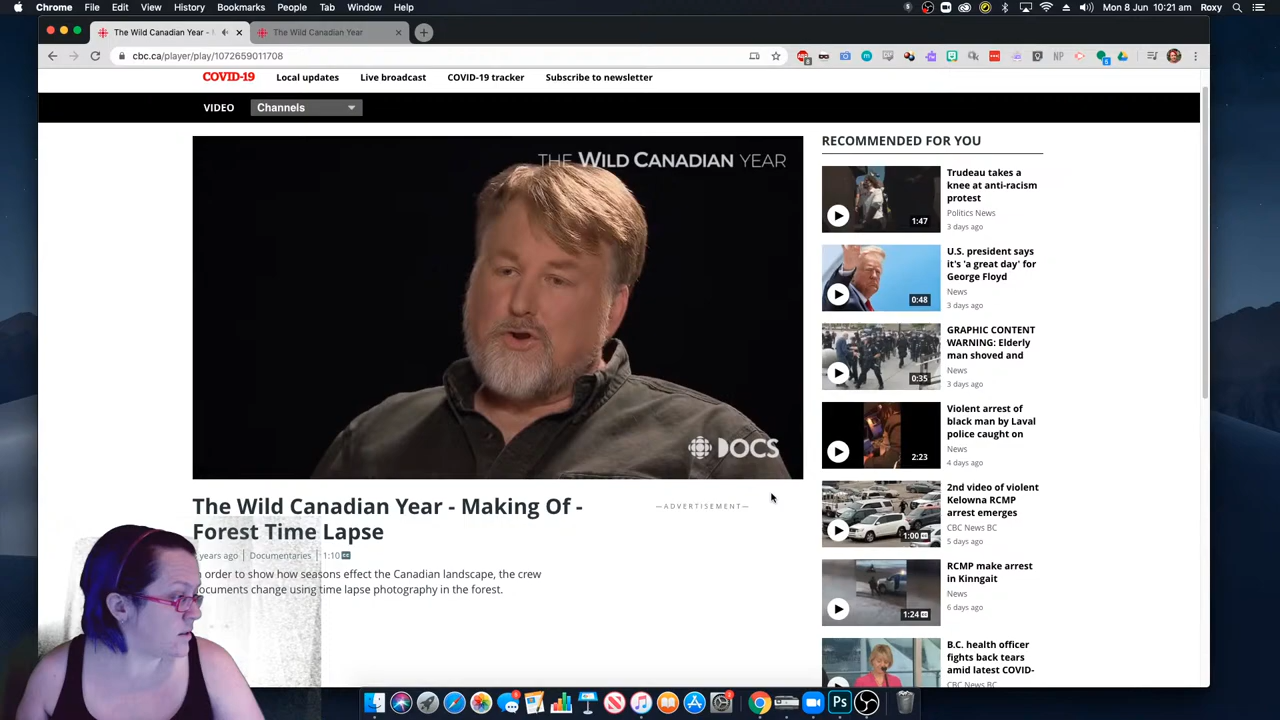 Chrome File Edit View History Bookmarks People Tab Window Help
Mon 8 Jun 10:21 am Roxy
The Wild Canadian Year -
The Wild Canadian Year
cbc.ca/player/play/1072659011708
COVID-19 Local updates Live broadcast COVID-19 tracker Subscribe to newsletter
VIDEO Channels
THE WILD CANADIAN YEAR
DOCS
The Wild Canadian Year - Making Of -
Forest Time Lapse
years ago | Documentaries | 1:10
order to show how seasons effect the Canadian landscape, the crew
documents change using time lapse photography in the forest.
—ADVERTISEMENT—
RECOMMENDED FOR YOU
Trudeau takes a
knee at anti-racism
protest
Politics News
3 days ago
1:47
U.S. president says
it's 'a great day' for
George Floyd
News
3 days ago
0:48
GRAPHIC CONTENT
WARNING: Elderly
man shoved and
News
3 days ago
0:35
Violent arrest of
black man by Laval
police caught on
News
4 days ago
2:23
2nd video of violent
Kelowna RCMP
arrest emerges
CBC News BC
5 days ago
1:00
RCMP make arrest
in Kinngait
News
6 days ago
1:24
B.C. health officer
fights back tears
amid latest COVID-
CBC News BC
Ps